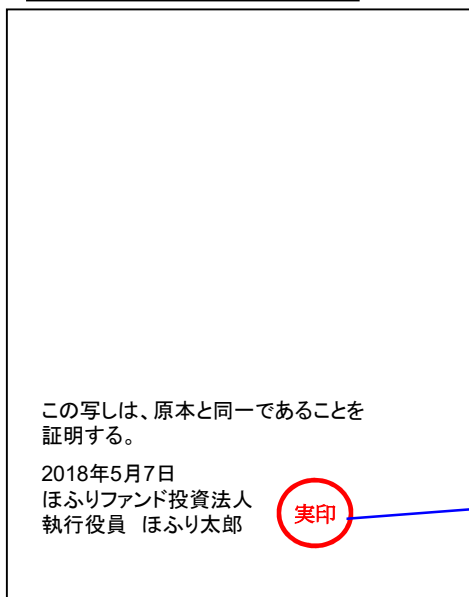 この写しは、原本と同一であることを
証明する。
2018年5月7日
ほふりファンド投資法人
執行役員　ほふり太郎
実印